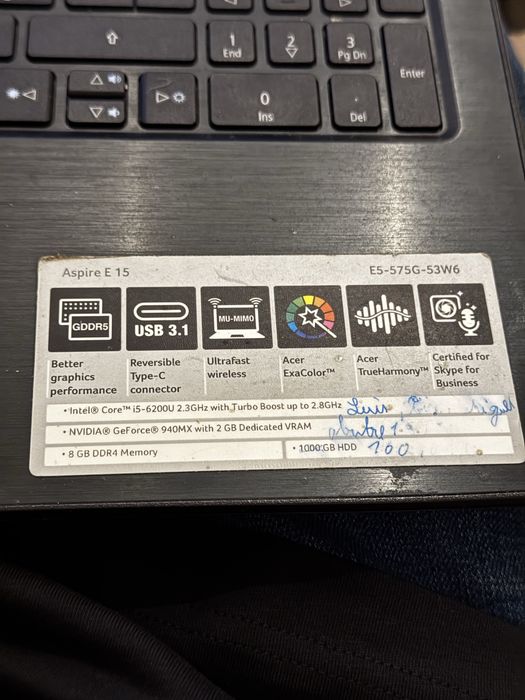 1
End
2
3
Pg Dn
Enter
0
Ins
Del
Aspire E 15 E5-575G-53W6
GDDR5
USB 3.1
MU-MIMO
Better graphics performance
Reversible Type-C connector
Ultrafast wireless
Acer ExaColor™
Acer TrueHarmony™
Certified for Skype for Business
• Intel® Core™ i5-6200U 2.3GHz with Turbo Boost up to 2.8GHz Luis
• NVIDIA® GeForce® 940MX with 2 GB Dedicated VRAM
• 8 GB DDR4 Memory • 1000 GB HDD 100